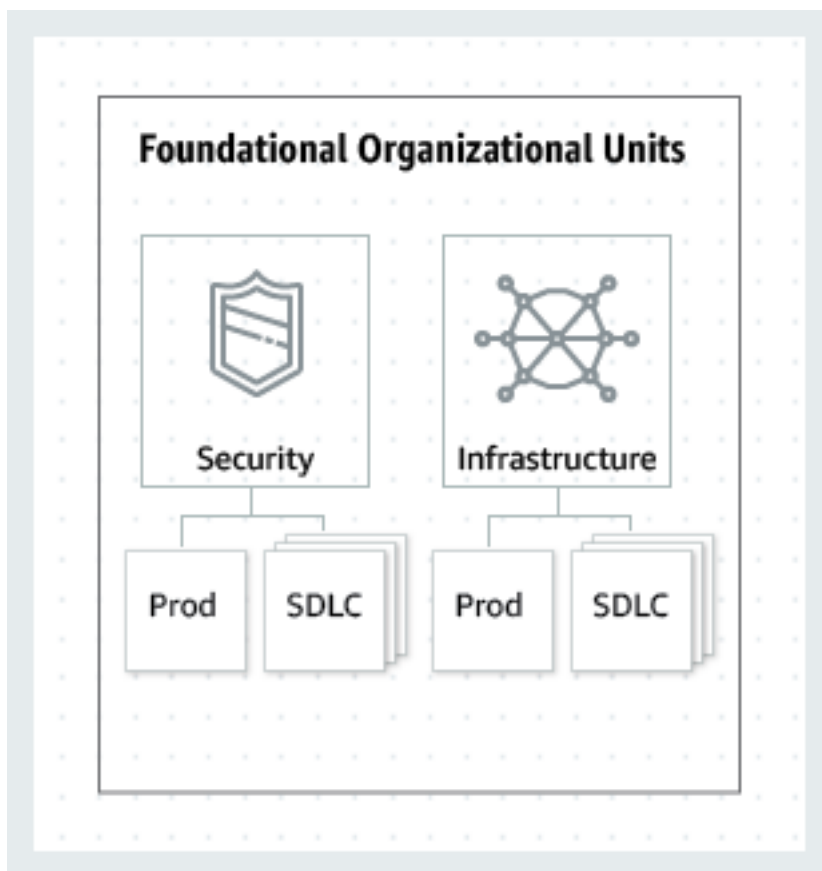 Foundational Organizational Units
Security
Infrastructure
Prod
SDLC
Prod
SDLC